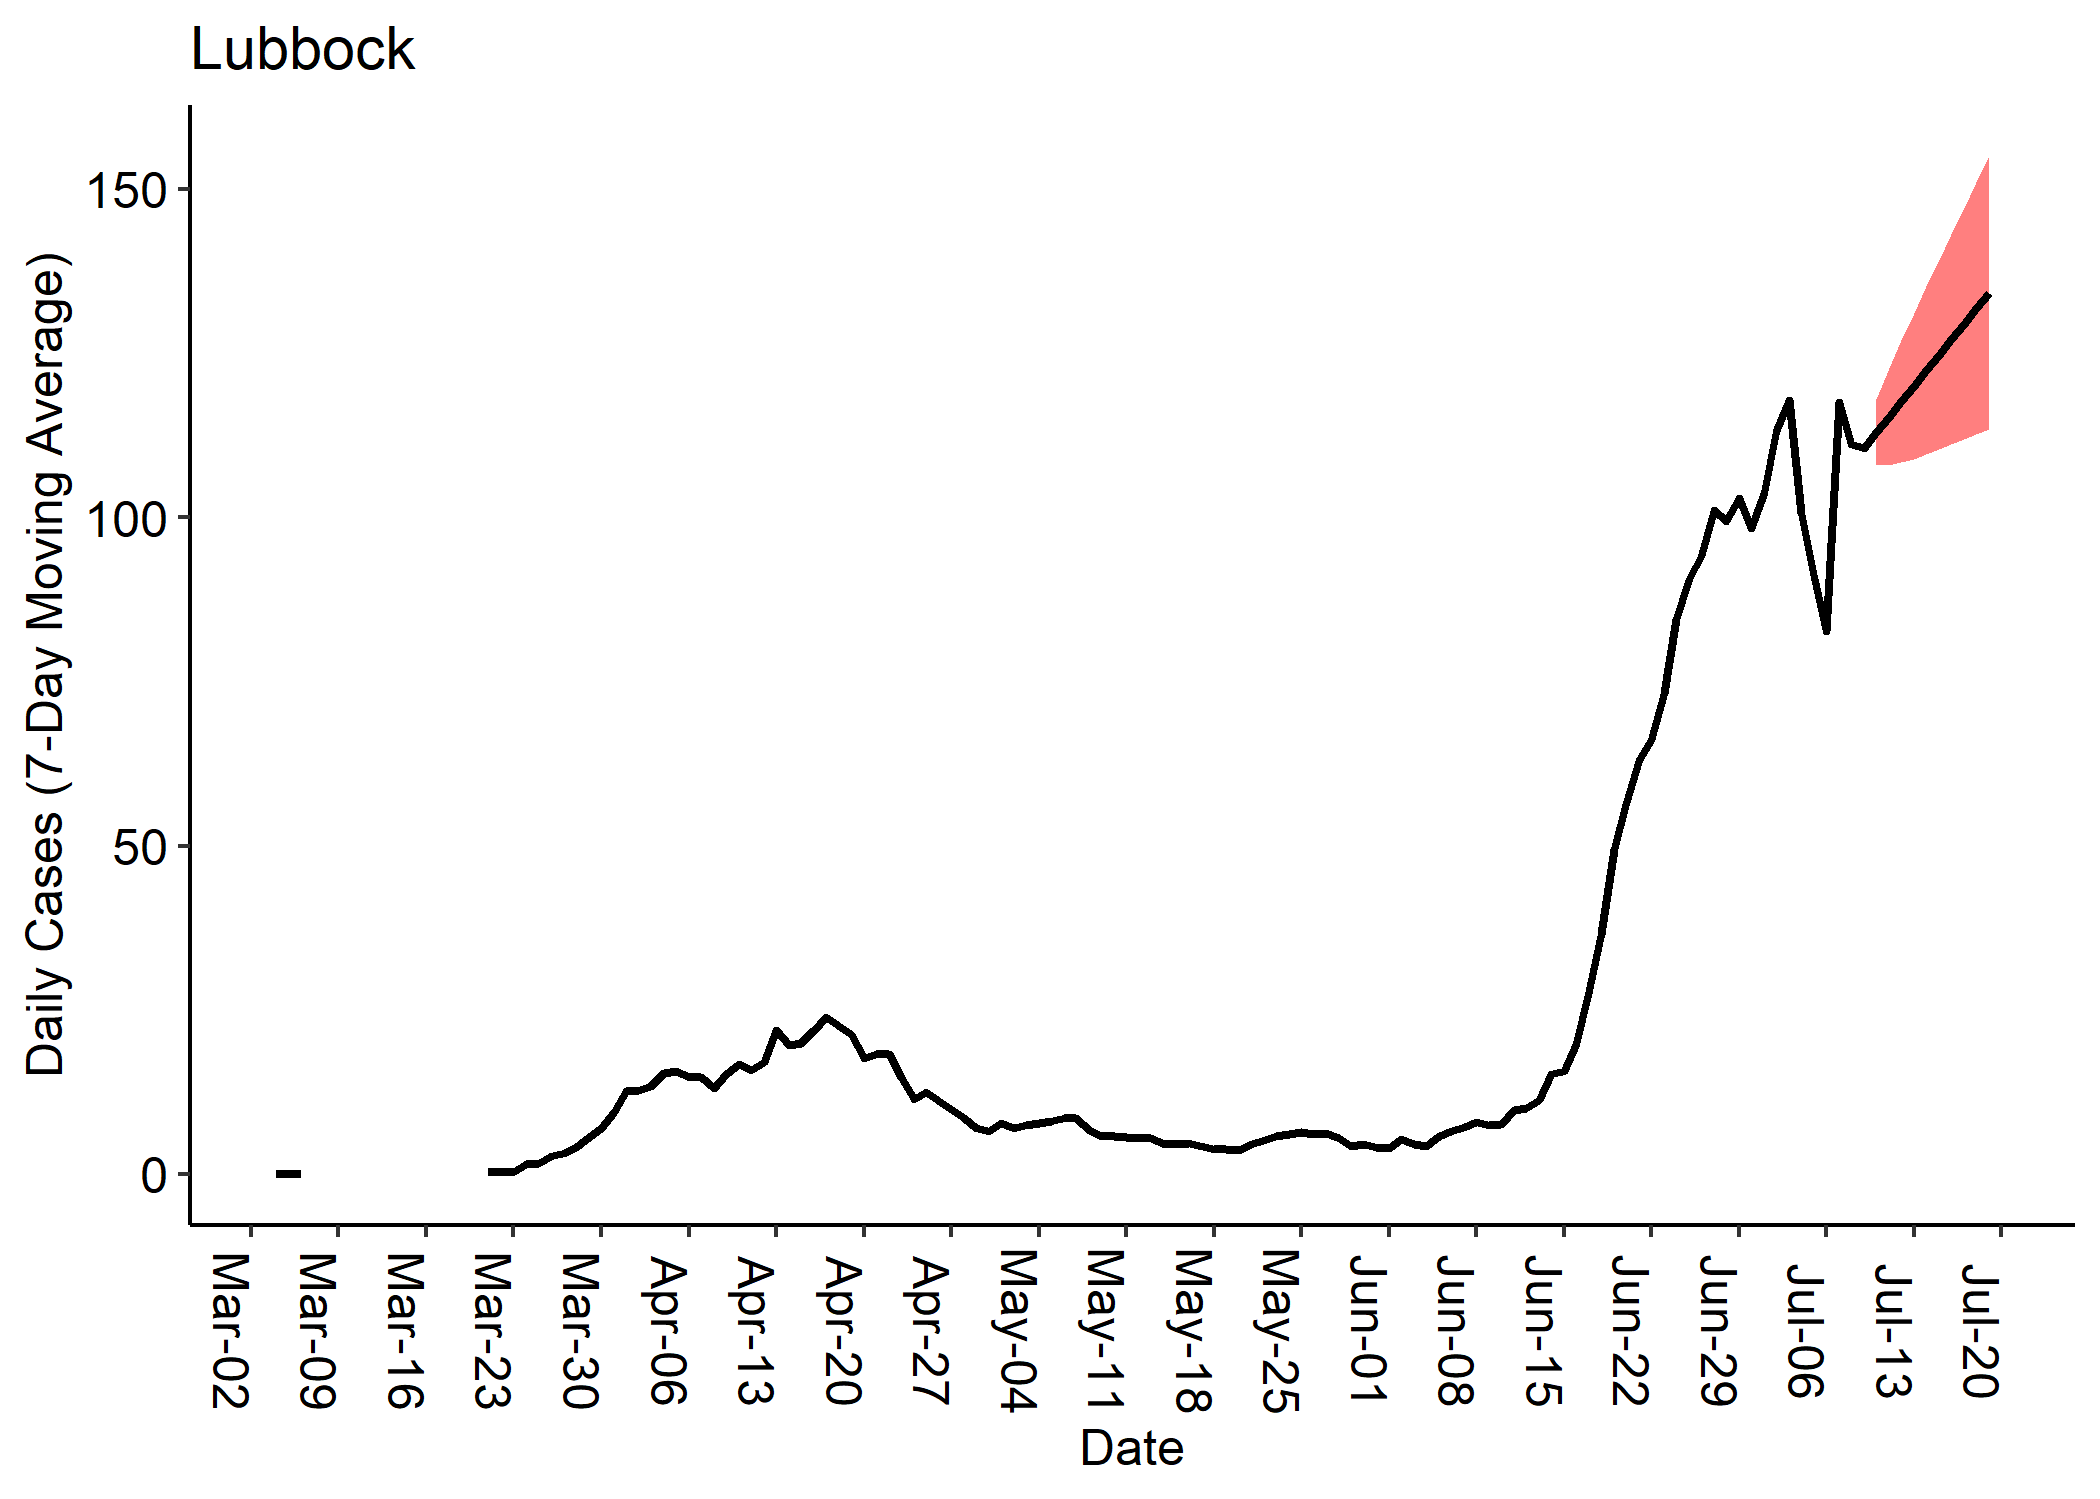 Lubbock
Daily Cases (7-Day Moving Average)
150
100
50
0
Mar-02
Mar-09
Mar-16
Mar-23
Mar-30
Apr-06
Apr-13
Apr-20
Apr-27
May-04
May-11
May-18
May-25
Jun-01
Jun-08
Jun-15
Jun-22
Jun-29
Jul-06
Jul-13
Jul-20
Date